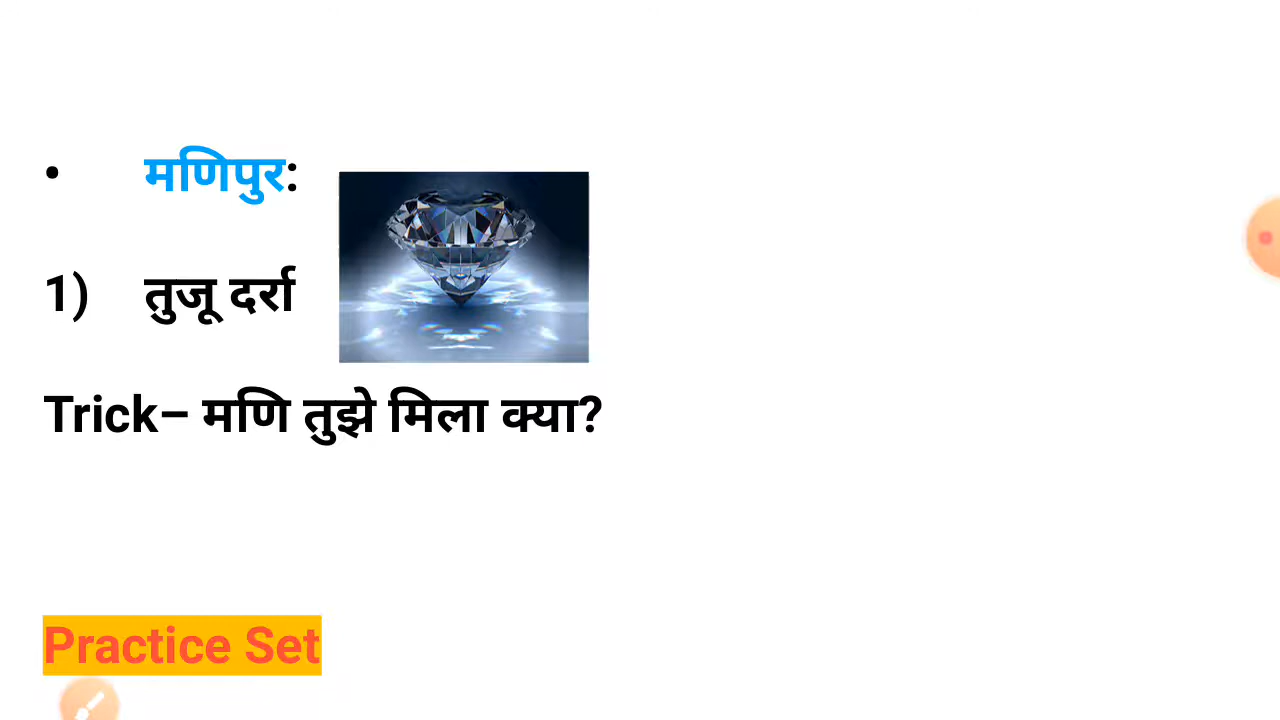 • मणिपुर:
1) तुजू दर्रा
Trick– मणि तुझे मिला क्या?
Practice Set